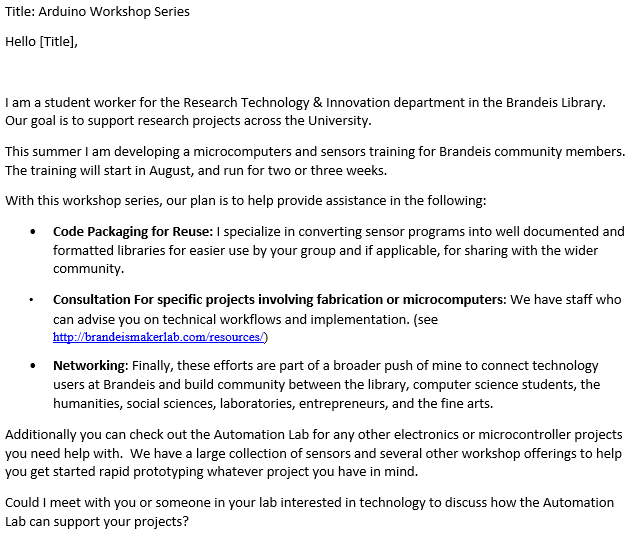 Title: Arduino Workshop Series
Hello [Title],
I am a student worker for the Research Technology & Innovation department in the Brandeis Library.
Our goal is to support research projects across the University.
This summer I am developing a microcomputers and sensors training for Brandeis community members.
The training will start in August, and run for two or three weeks.
With this workshop series, our plan is to help provide assistance in the following:
• Code Packaging for Reuse: I specialize in converting sensor programs into well documented and
formatted libraries for easier use by your group and if applicable, for sharing with the wider
community.
• Consultation For specific projects involving fabrication or microcomputers: We have staff who
can advise you on technical workflows and implementation. (see
http://brandeismakerlab.com/resources/)
• Networking: Finally, these efforts are part of a broader push of mine to connect technology
users at Brandeis and build community between the library, computer science students, the
humanities, social sciences, laboratories, entrepreneurs, and the fine arts.
Additionally you can check out the Automation Lab for any other electronics or microcontroller projects
you need help with.  We have a large collection of sensors and several other workshop offerings to help
you get started rapid prototyping whatever project you have in mind.
Could I meet with you or someone in your lab interested in technology to discuss how the Automation
Lab can support your projects?